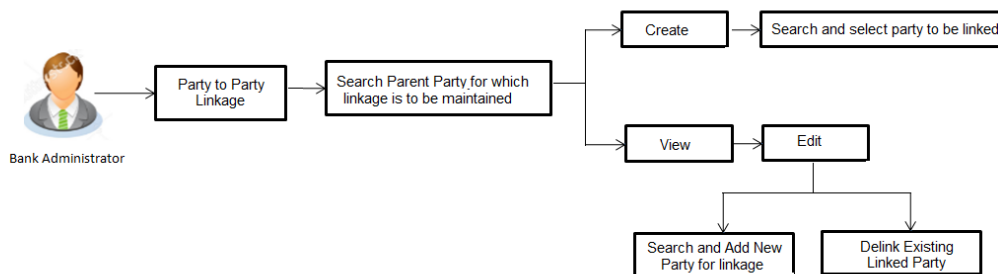 Create
Search and select party to be linked
Party to Party
Linkage
Search Parent Party for which
linkage is to be maintained
View
Edit
Bank Administrator
Search and Add New
Party for linkage
Delink Existing
Linked Party